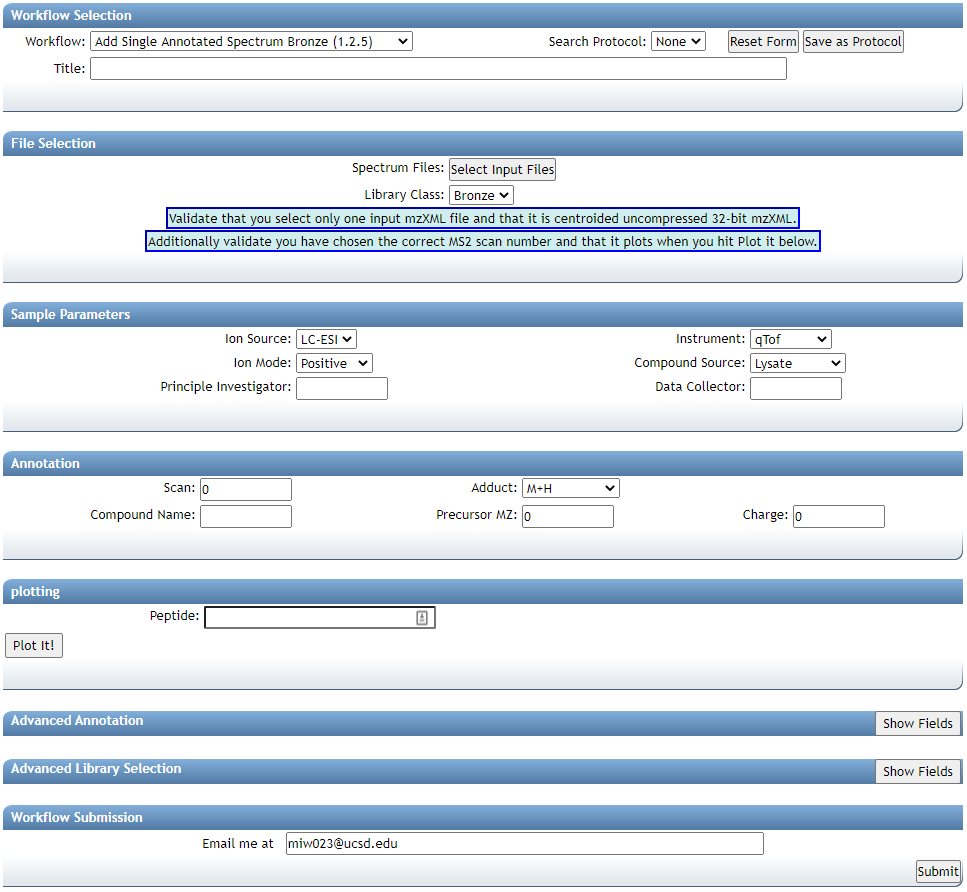 Workflow Selection
Workflow: Add Single Annotated Spectrum Bronze (1.2.5) Search Protocol: None Reset Form Save as Protocol
Title:
File Selection
Spectrum Files: Select Input Files
Library Class: Bronze
Validate that you select only one input mzXML file and that it is centroided uncompressed 32-bit mzXML.
Additionally validate you have chosen the correct MS2 scan number and that it plots when you hit Plot it below.
Sample Parameters
Ion Source: LC-ESI Instrument: qTof
Ion Mode: Positive Compound Source: Lysate
Principle Investigator: Data Collector:
Annotation
Scan: 0 Adduct: M+H
Compound Name: Precursor MZ: 0 Charge: 0
plotting
Peptide:
Plot It!
Advanced Annotation Show Fields
Advanced Library Selection Show Fields
Workflow Submission
Email me at miw023@ucsd.edu
Submit